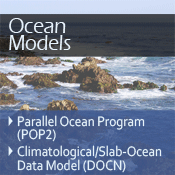 Ocean
Models
Parallel Ocean Program
(POP2)
Climatological/Slab-Ocean
Data Model (DOCN)